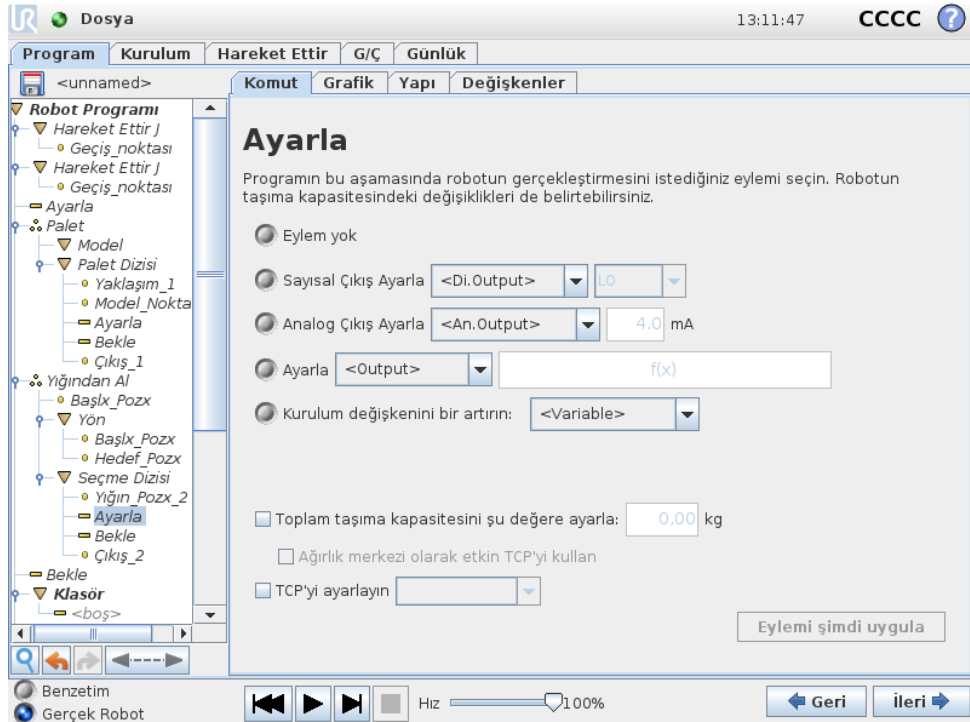 UR Dosya 13:11:47 CCCC ?
Program Kurulum Hareket Ettir G/Ç Günlük
<unnamed>
Komut Grafik Yapı Değişkenler
Robot Programı
Hareket Ettir J
Geçiş_noktası
Hareket Ettir J
Geçiş_noktası
Ayarla
Palet
Model
Palet Dizisi
Yaklaşım_1
Model_Nokta
Ayarla
Bekle
Çıkış_1
Yığından Al
Başlx_Pozx
Yön
Başlx_Pozx
Hedef_Pozx
Seçme Dizisi
Yığın_Pozx_2
Ayarla
Bekle
Çıkış_2
Bekle
Klasör
<boş>
Ayarla
Programın bu aşamasında robotun gerçekleştirmesini istediğiniz eylemi seçin. Robotun
taşıma kapasitesindeki değişiklikleri de belirtebilirsiniz.
Eylem yok
Sayısal Çıkış Ayarla <Di.Output> LO
Analog Çıkış Ayarla <An.Output> 4.0 mA
Ayarla <Output> f(x)
Kurulum değişkenini bir artırın: <Variable>
Toplam taşıma kapasitesini şu değere ayarla: 0,00 kg
Ağırlık merkezi olarak etkin TCP'yi kullan
TCP'yi ayarlayın
Eylemi şimdi uygula
Benzetim
Gerçek Robot
Hız 100%
Geri İleri